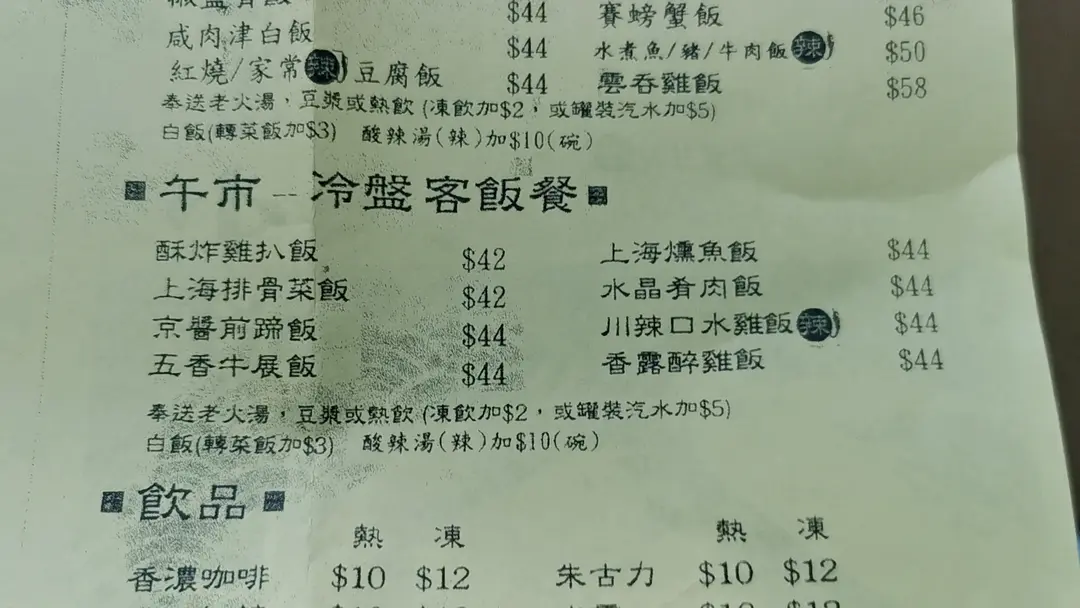 $44 賽螃蟹飯 $46
咸肉津白飯 $44 水煮魚/豬/牛肉飯 辣 $50
紅燒/家常 辣 豆腐飯 $44 雲吞雞飯 $58
奉送老火湯，豆漿或熱飲 (凍飲加$2，或罐裝汽水加$5)
白飯(轉菜飯加$3) 酸辣湯(辣)加$10(碗)
午市 -- 冷盤客飯餐
酥炸雞扒飯 $42 上海燻魚飯 $44
上海排骨菜飯 $42 水晶肴肉飯 $44
京醬前蹄飯 $44 川辣口水雞飯 辣 $44
五香牛展飯 $44 香露醉雞飯 $44
奉送老火湯，豆漿或熱飲 (凍飲加$2，或罐裝汽水加$5)
白飯(轉菜飯加$3) 酸辣湯(辣)加$10(碗)
飲品
熱 凍 熱 凍
香濃咖啡 $10 $12 朱古力 $10 $12